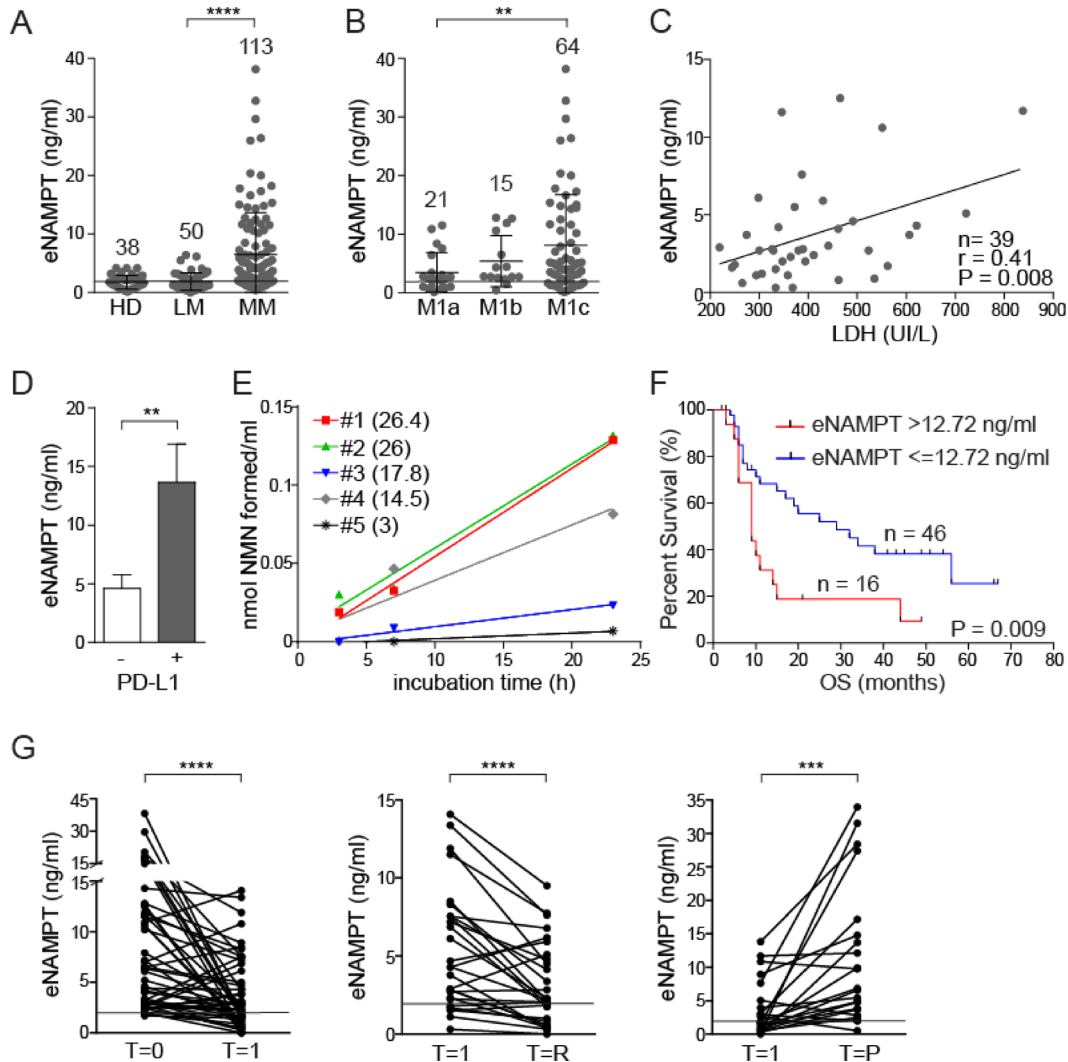 A
****
113
eNAMPT (ng/ml)
40
30
20
10
0
38
50
HD LM MM
B
**
64
eNAMPT (ng/ml)
40
30
20
10
0
21
15
M1a M1b M1c
C
eNAMPT (ng/ml)
15
10
5
0
n= 39
r = 0.41
P = 0.008
200 300 400 500 600 700 800 900
LDH (UI/L)
D
**
eNAMPT (ng/ml)
20
15
10
5
0
- +
PD-L1
E
nmol NMN formed/ml
0.15
0.1
0.05
0
#1 (26.4)
#2 (26)
#3 (17.8)
#4 (14.5)
#5 (3)
0 5 10 15 20 25
incubation time (h)
F
Percent Survival (%)
100
80
60
40
20
0
eNAMPT >12.72 ng/ml
eNAMPT <=12.72 ng/ml
n = 46
n = 16
P = 0.009
0 10 20 30 40 50 60 70 80
OS (months)
G
****
eNAMPT (ng/ml)
45
35
25
15
15
10
5
0
T=0 T=1
****
eNAMPT (ng/ml)
15
10
5
0
T=1 T=R
***
eNAMPT (ng/ml)
35
30
25
20
15
10
5
0
T=1 T=P